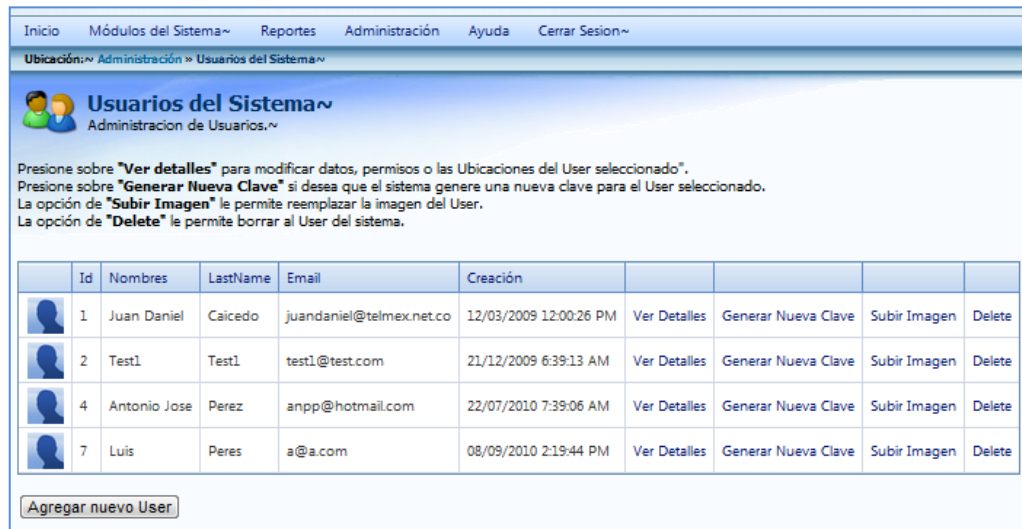 Inicio Módulos del Sistema~ Reportes Administración Ayuda Cerrar Sesion~
Ubicación:~ Administración » Usuarios del Sistema~
Usuarios del Sistema~
Administracion de Usuarios.~
Presione sobre "Ver detalles" para modificar datos, permisos o las Ubicaciones del User seleccionado".
Presione sobre "Generar Nueva Clave" si desea que el sistema genere una nueva clave para el User seleccionado.
La opción de "Subir Imagen" le permite reemplazar la imagen del User.
La opción de "Delete" le permite borrar al User del sistema.
Id Nombres LastName Email Creación
1 Juan Daniel Caicedo juandaniel@telmex.net.co 12/03/2009 12:00:26 PM Ver Detalles Generar Nueva Clave Subir Imagen Delete
2 Test1 Test1 test1@test.com 21/12/2009 6:39:13 AM Ver Detalles Generar Nueva Clave Subir Imagen Delete
4 Antonio Jose Perez anpp@hotmail.com 22/07/2010 7:39:06 AM Ver Detalles Generar Nueva Clave Subir Imagen Delete
7 Luis Peres a@a.com 08/09/2010 2:19:44 PM Ver Detalles Generar Nueva Clave Subir Imagen Delete
Agregar nuevo User